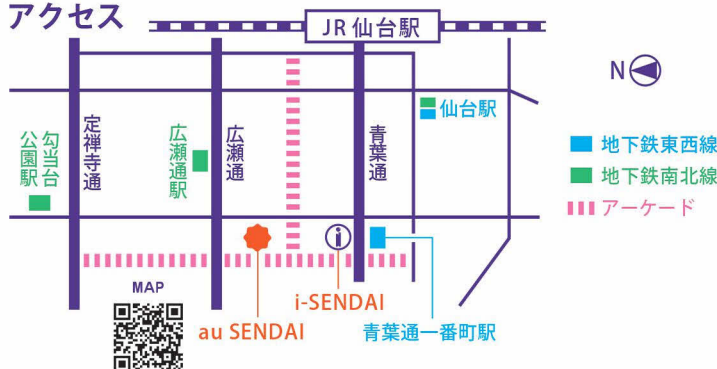 アクセス
JR 仙台駅
N
仙台駅
定禅寺通
広瀬通
青葉通
勾当台
公園駅
広瀬通駅
地下鉄東西線
地下鉄南北線
アーケード
i
MAP
i-SENDAI
au SENDAI
青葉通一番町駅